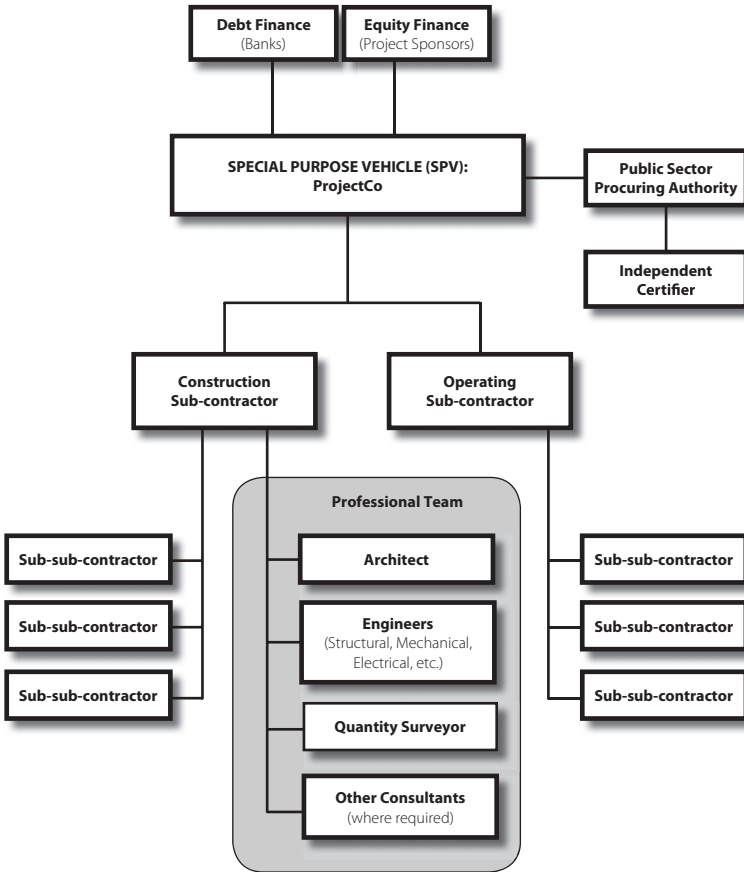 Debt Finance
(Banks)
Equity Finance
(Project Sponsors)
SPECIAL PURPOSE VEHICLE (SPV):
ProjectCo
Public Sector
Procuring Authority
Independent
Certifier
Construction
Sub-contractor
Operating
Sub-contractor
Professional Team
Sub-sub-contractor
Sub-sub-contractor
Sub-sub-contractor
Architect
Engineers
(Structural, Mechanical,
Electrical, etc.)
Quantity Surveyor
Other Consultants
(where required)
Sub-sub-contractor
Sub-sub-contractor
Sub-sub-contractor